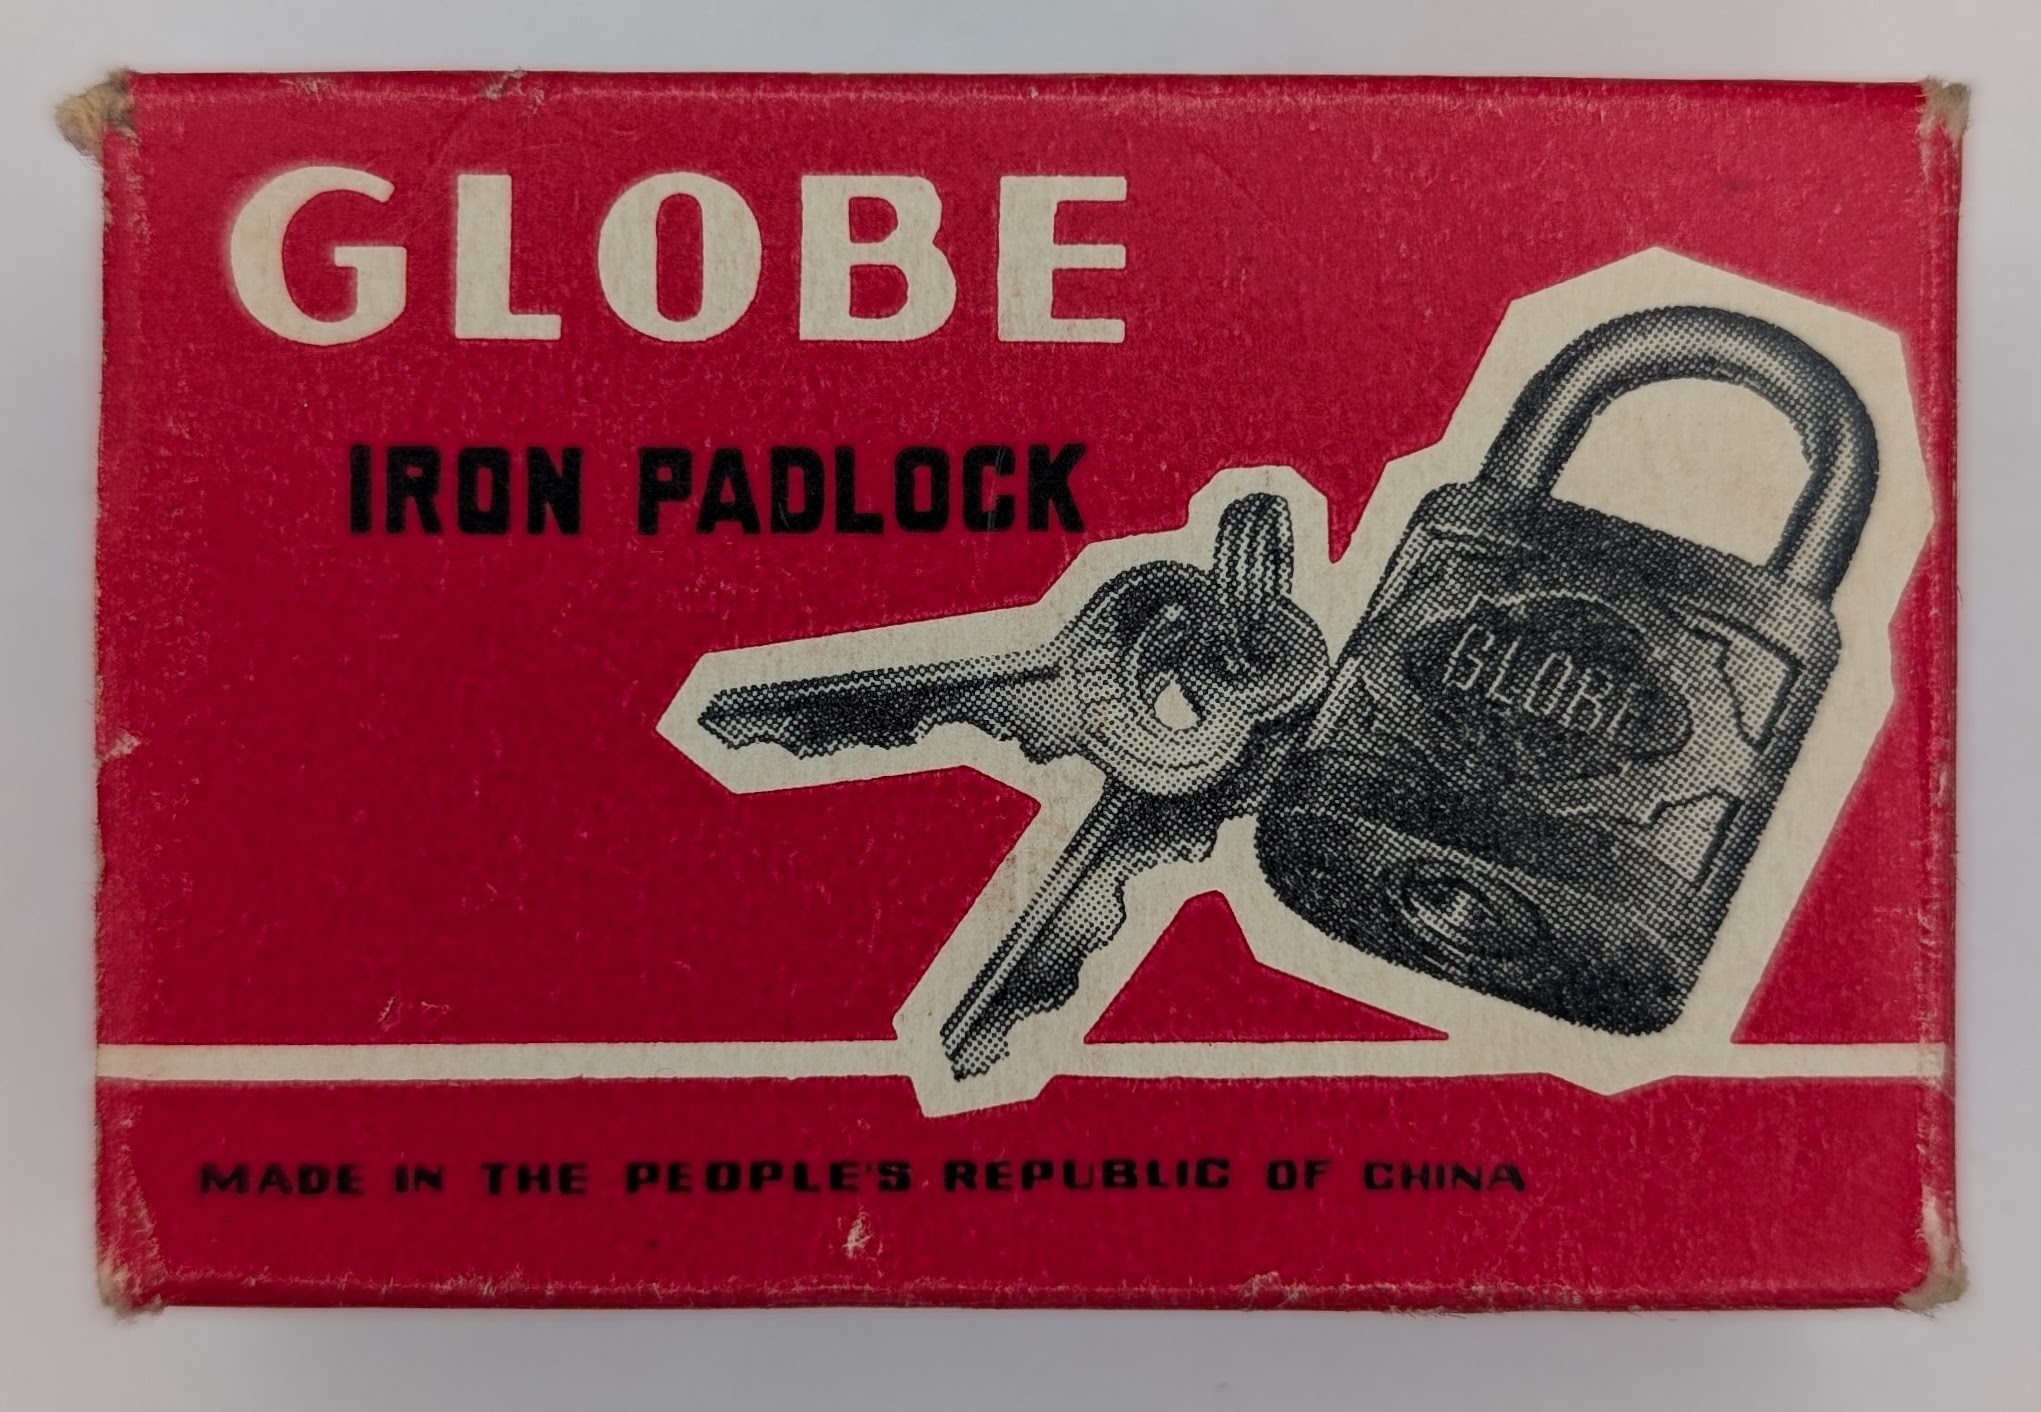 GLOBE
IRON PADLOCK
GLOBE
MADE IN THE PEOPLE'S REPUBLIC OF CHINA